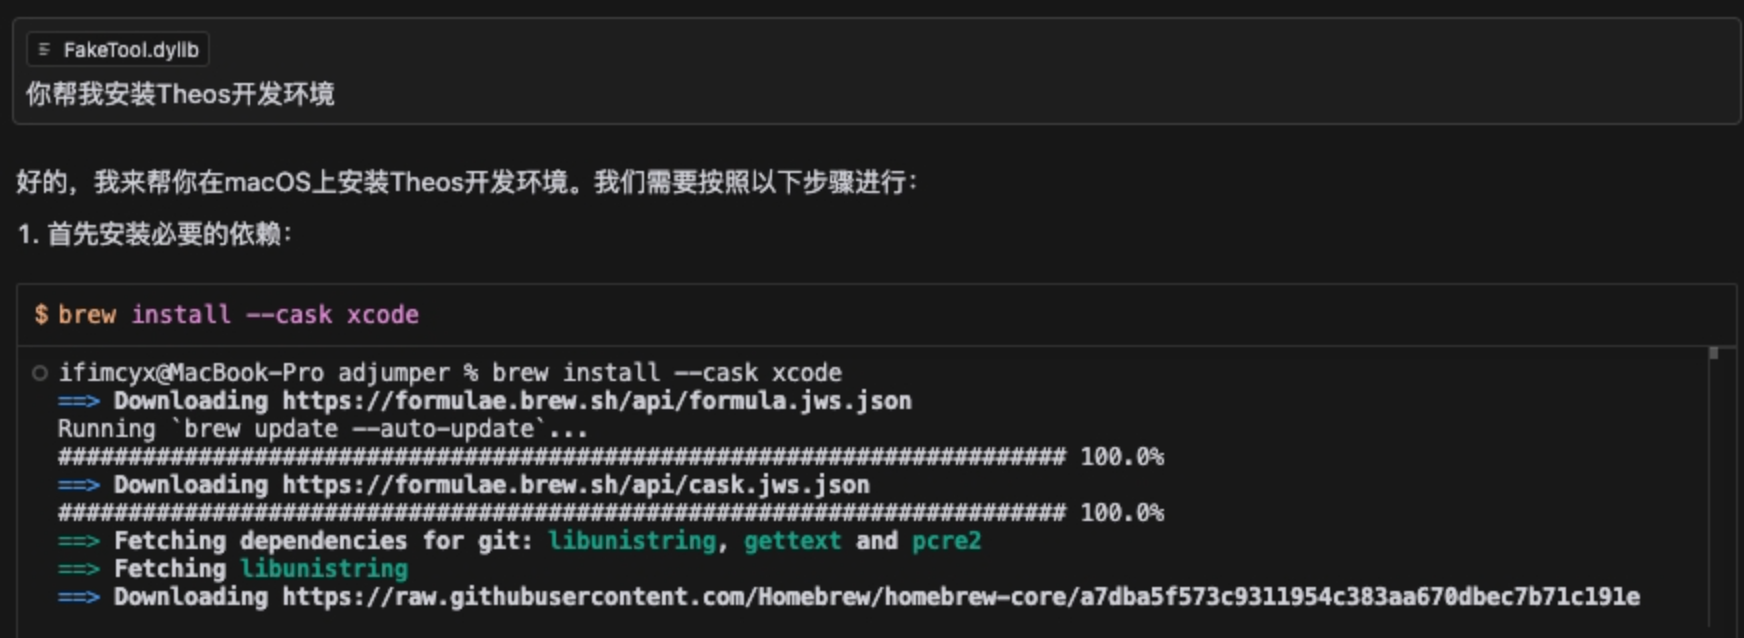 FakeTool.dylib
你帮我安装Theos开发环境
好的，我来帮你在macOS上安装Theos开发环境。我们需要按照以下步骤进行：
1. 首先安装必要的依赖：
$ brew install --cask xcode
ifimcyx@MacBook-Pro adjumper % brew install --cask xcode
==> Downloading https://formulae.brew.sh/api/formula.jws.json
Running `brew update --auto-update`...
######################################################################## 100.0%
==> Downloading https://formulae.brew.sh/api/cask.jws.json
######################################################################## 100.0%
==> Fetching dependencies for git: libunistring, gettext and pcre2
==> Fetching libunistring
==> Downloading https://raw.githubusercontent.com/Homebrew/homebrew-core/a7dba5f573c9311954c383aa670dbec7b71c191e